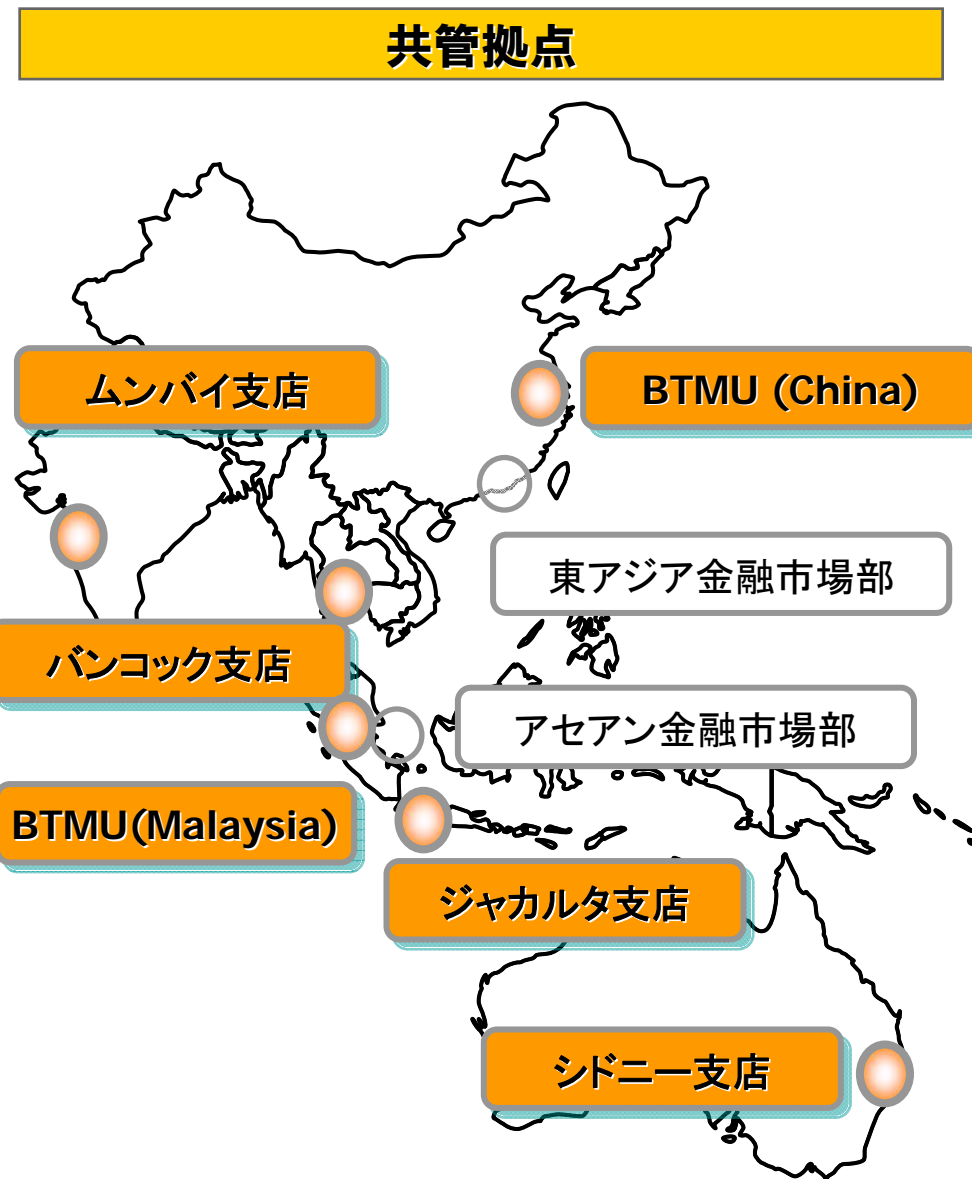 共管拠点
ムンバイ支店
BTMU (China)
東アジア金融市場部
バンコック支店
アセアン金融市場部
BTMU(Malaysia)
ジャカルタ支店
シドニー支店